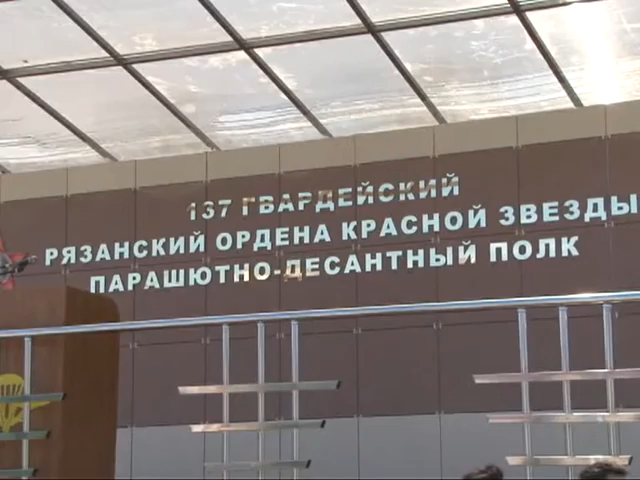 137 ГВАРДЕЙСКИЙ
РЯЗАНСКИЙ ОРДЕНА КРАСНОЙ ЗВЕЗДЫ
ПАРАШЮТНО-ДЕСАНТНЫЙ ПОЛК